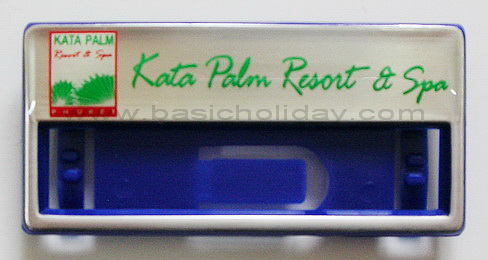 KATA PALM
Resort & Spa
PHUKET
Kata Palm Resort & Spa
www.basicholiday.com